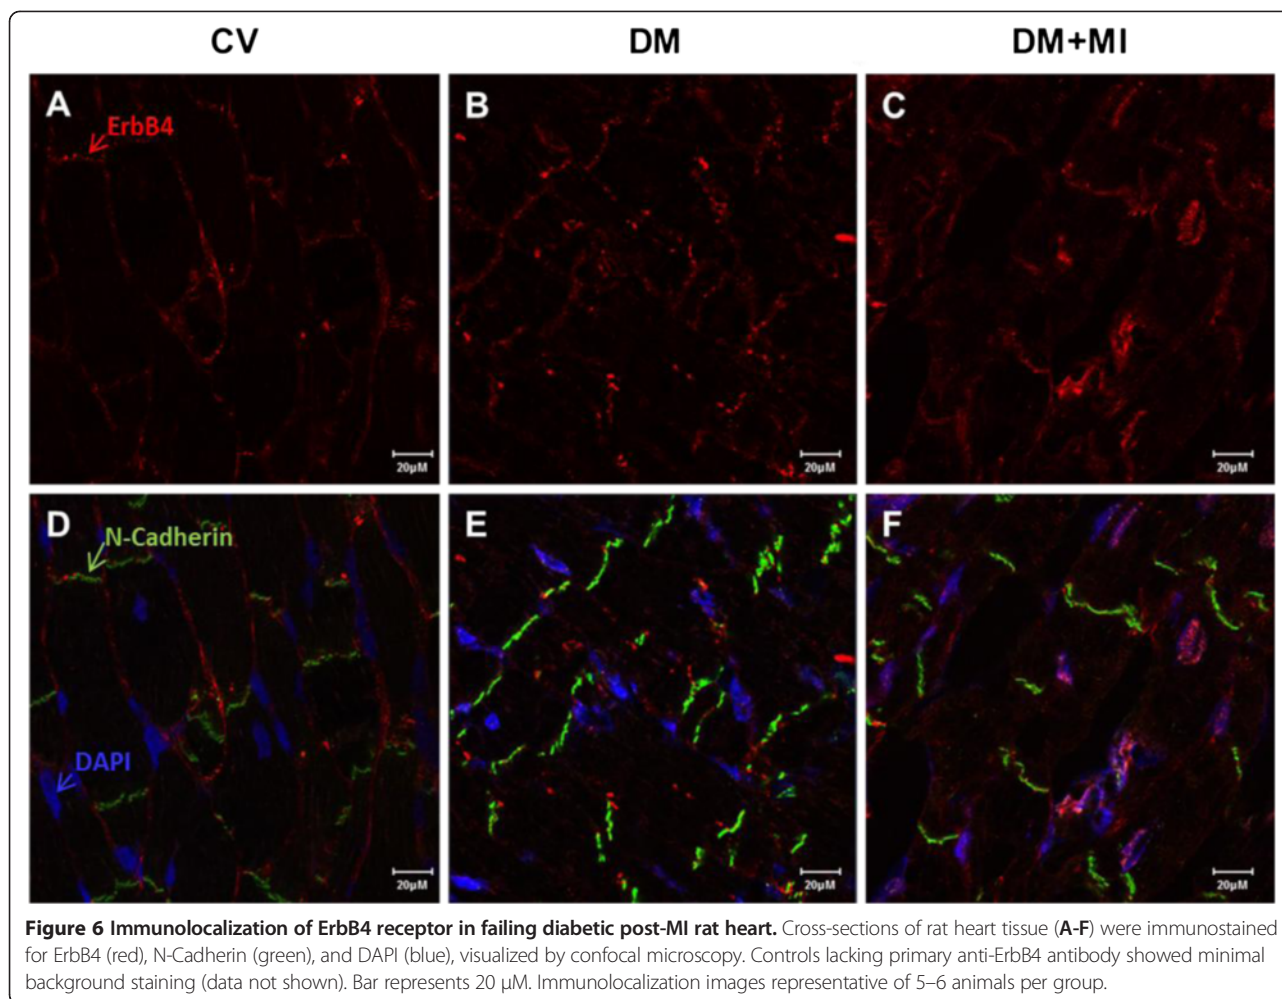 CV DM DM+MI
A B C
ErbB4
20µM 20µM 20µM
D E F
N-Cadherin
DAPI
20µM 20µM 20µM
Figure 6 Immunolocalization of ErbB4 receptor in failing diabetic post-MI rat heart. Cross-sections of rat heart tissue (A-F) were immunostained
for ErbB4 (red), N-Cadherin (green), and DAPI (blue), visualized by confocal microscopy. Controls lacking primary anti-ErbB4 antibody showed minimal
background staining (data not shown). Bar represents 20 µM. Immunolocalization images representative of 5–6 animals per group.